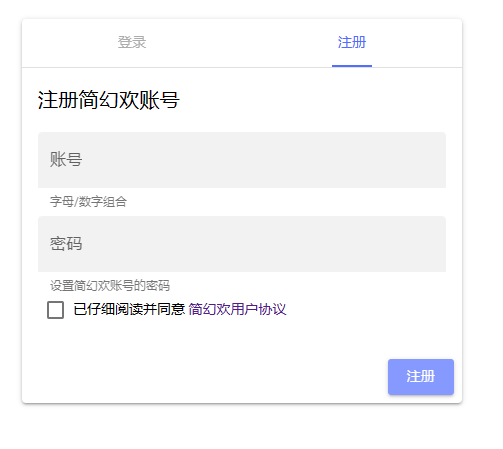 登录 注册
注册简幻欢账号
账号
字母/数字组合
密码
设置简幻欢账号的密码
已仔细阅读并同意 简幻欢用户协议
注册